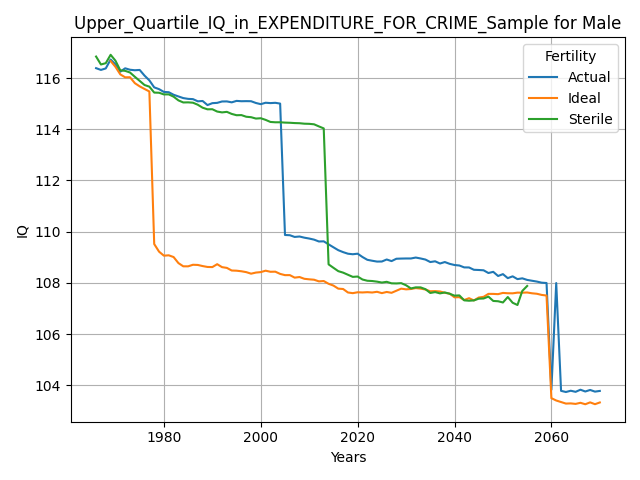 Upper_Quartile_IQ_in_EXPENDITURE_FOR_CRIME_Sample for Male
Fertility
Actual
Ideal
Sterile
116
114
112
110
108
106
104
IQ
1980
2000
2020
2040
2060
Years